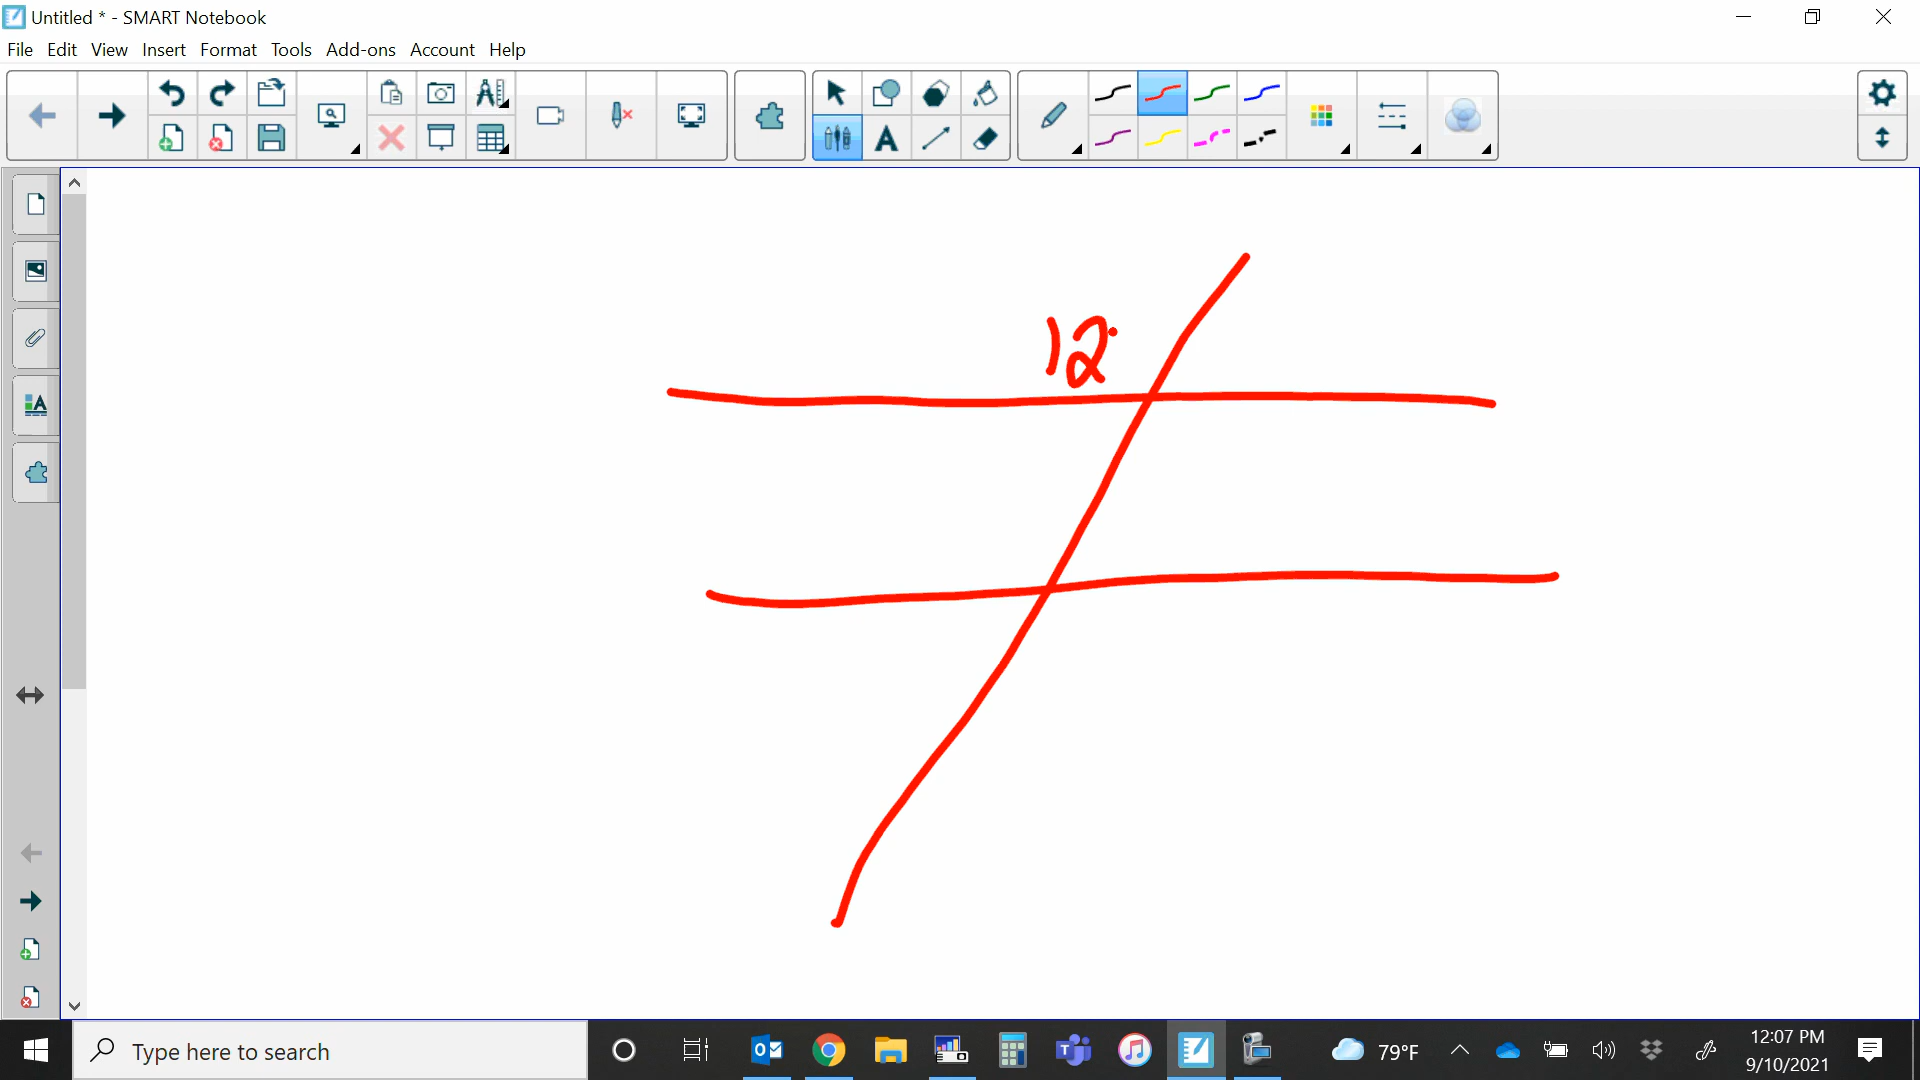 Untitled * - SMART Notebook
File Edit View Insert Format Tools Add-ons Account Help
12
Type here to search
79°F
12:07 PM
9/10/2021